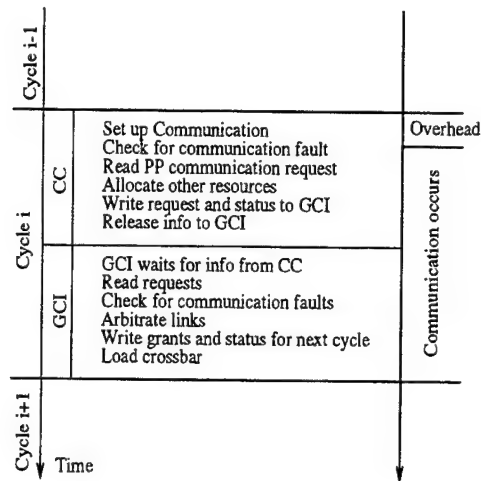 Cycle i-1
Set up Communication
Overhead
Check for communication fault
Read PP communication request
Allocate other resources
Write request and status to GCI
Release info to GCI
CC
Cycle i
Communication occurs
GCI waits for info from CC
Read requests
Check for communication faults
Arbitrate links
Write grants and status for next cycle
Load crossbar
GCI
Cycle i+1
Time